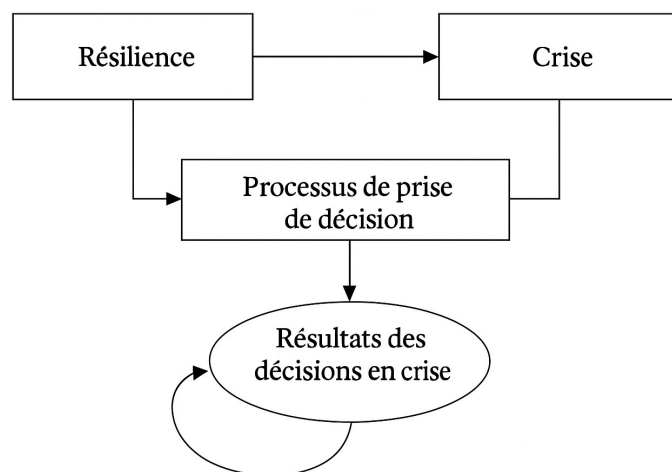 Résilience
Crise
Processus de prise
de décision
Résultats des
décisions en crise